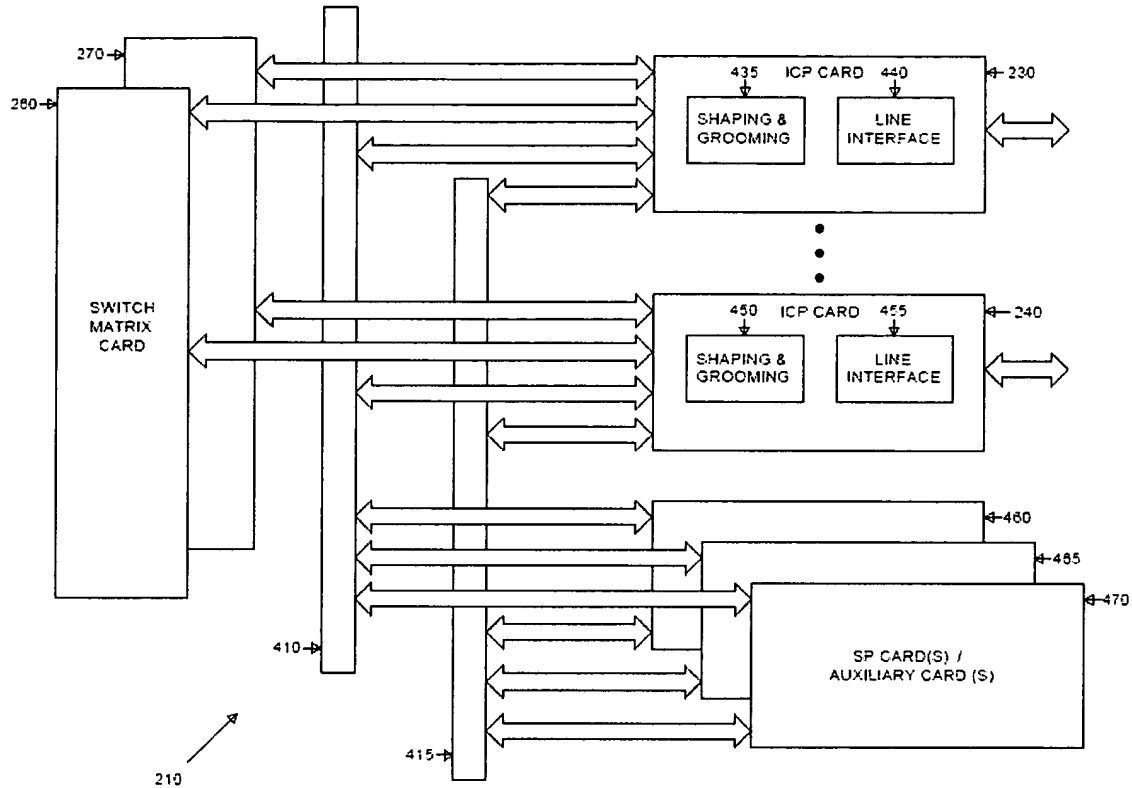 270
260
SWITCH
MATRIX
CARD
435
ICP CARD
440
230
SHAPING &
GROOMING
LINE
INTERFACE
450
ICP CARD
455
240
SHAPING &
GROOMING
LINE
INTERFACE
460
465
470
SP CARD(S) /
AUXILIARY CARD (S)
410
415
210